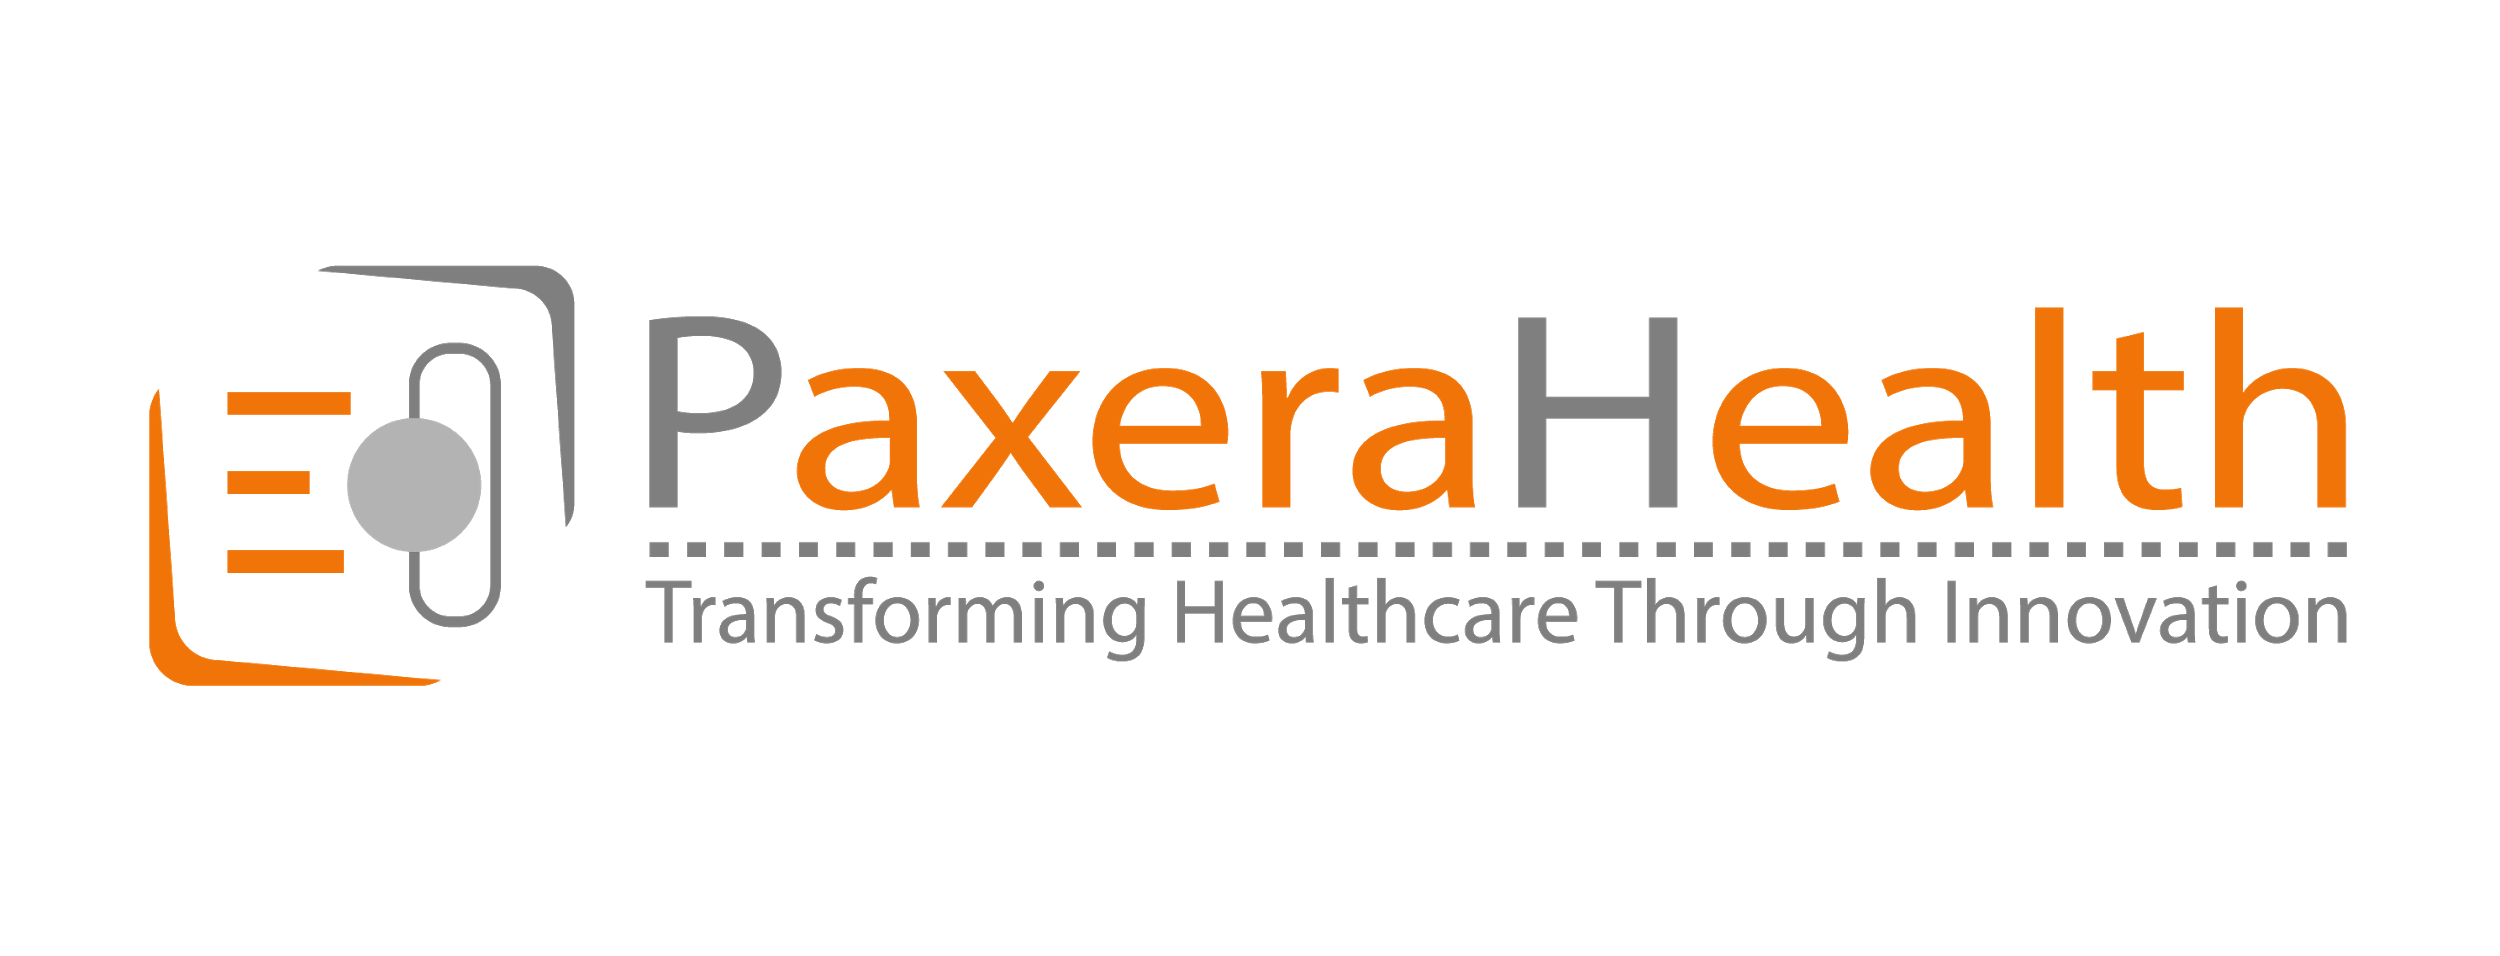 PaxeraHealth
Transforming Healthcare Through Innovation